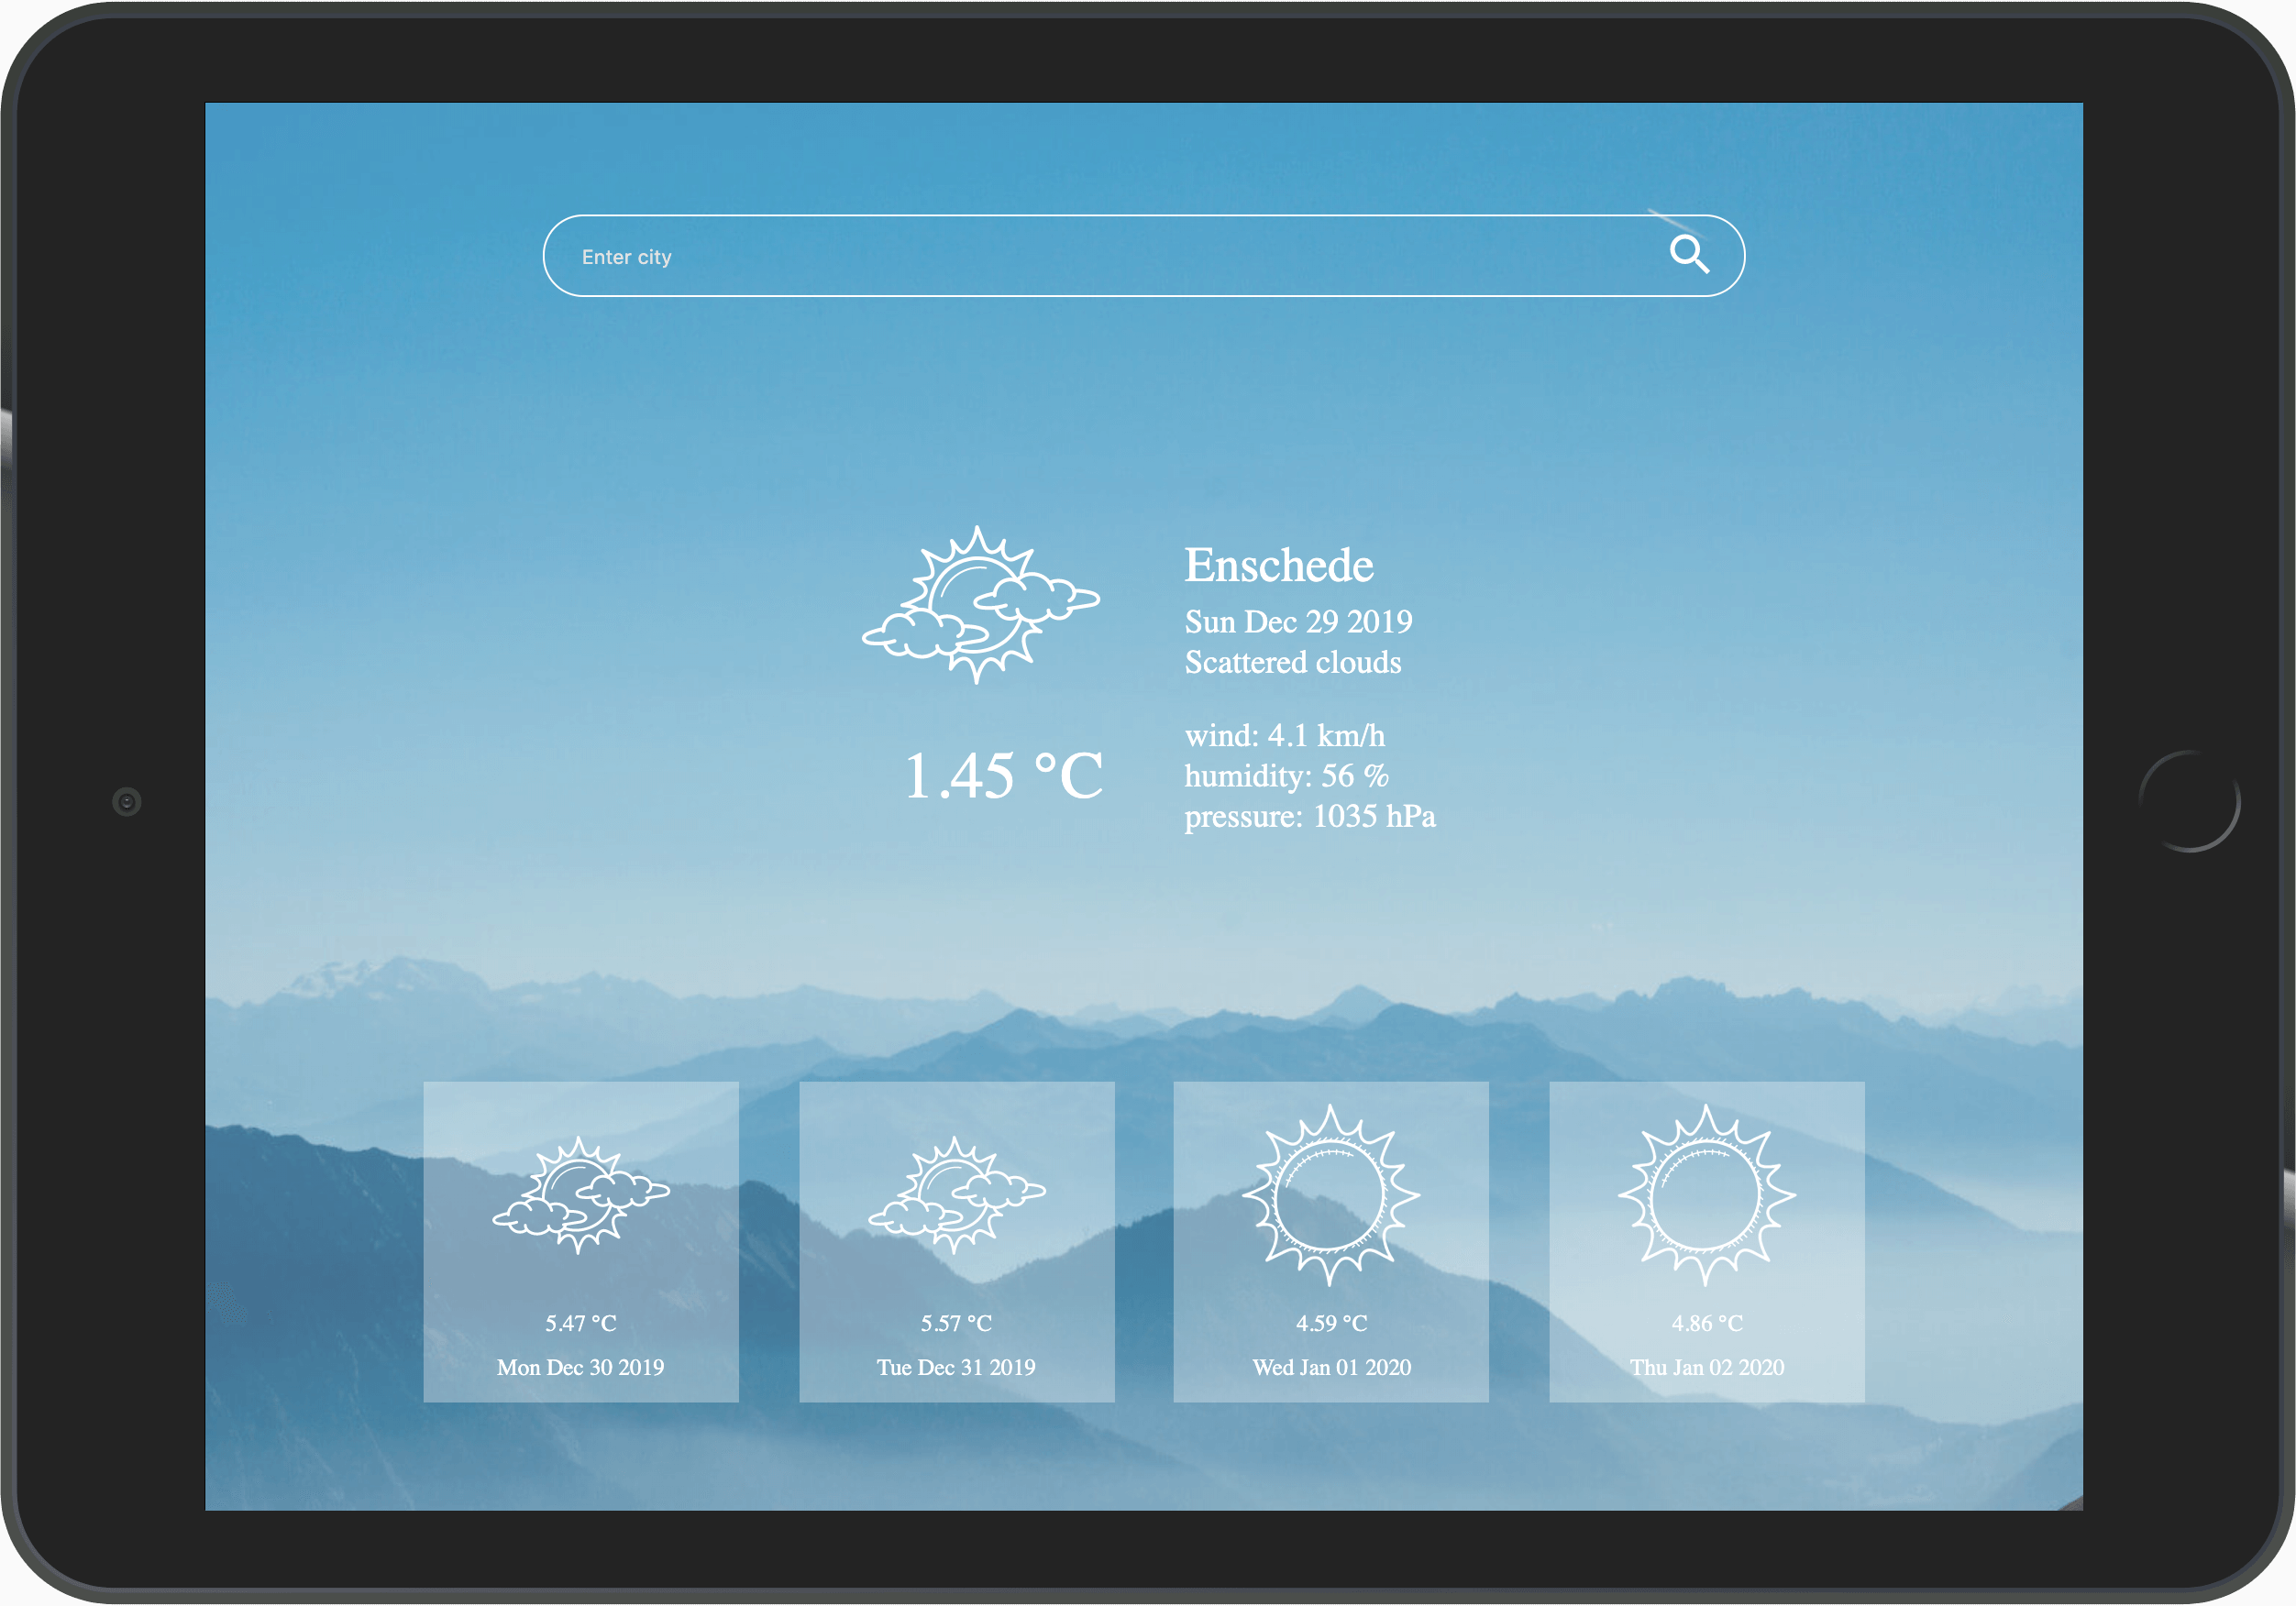 Enter city
Enschede
Sun Dec 29 2019
Scattered clouds
wind: 4.1 km/h
humidity: 56 %
pressure: 1035 hPa
1.45 °C
5.47 °C
Mon Dec 30 2019
5.57 °C
Tue Dec 31 2019
4.59 °C
Wed Jan 01 2020
4.86 °C
Thu Jan 02 2020